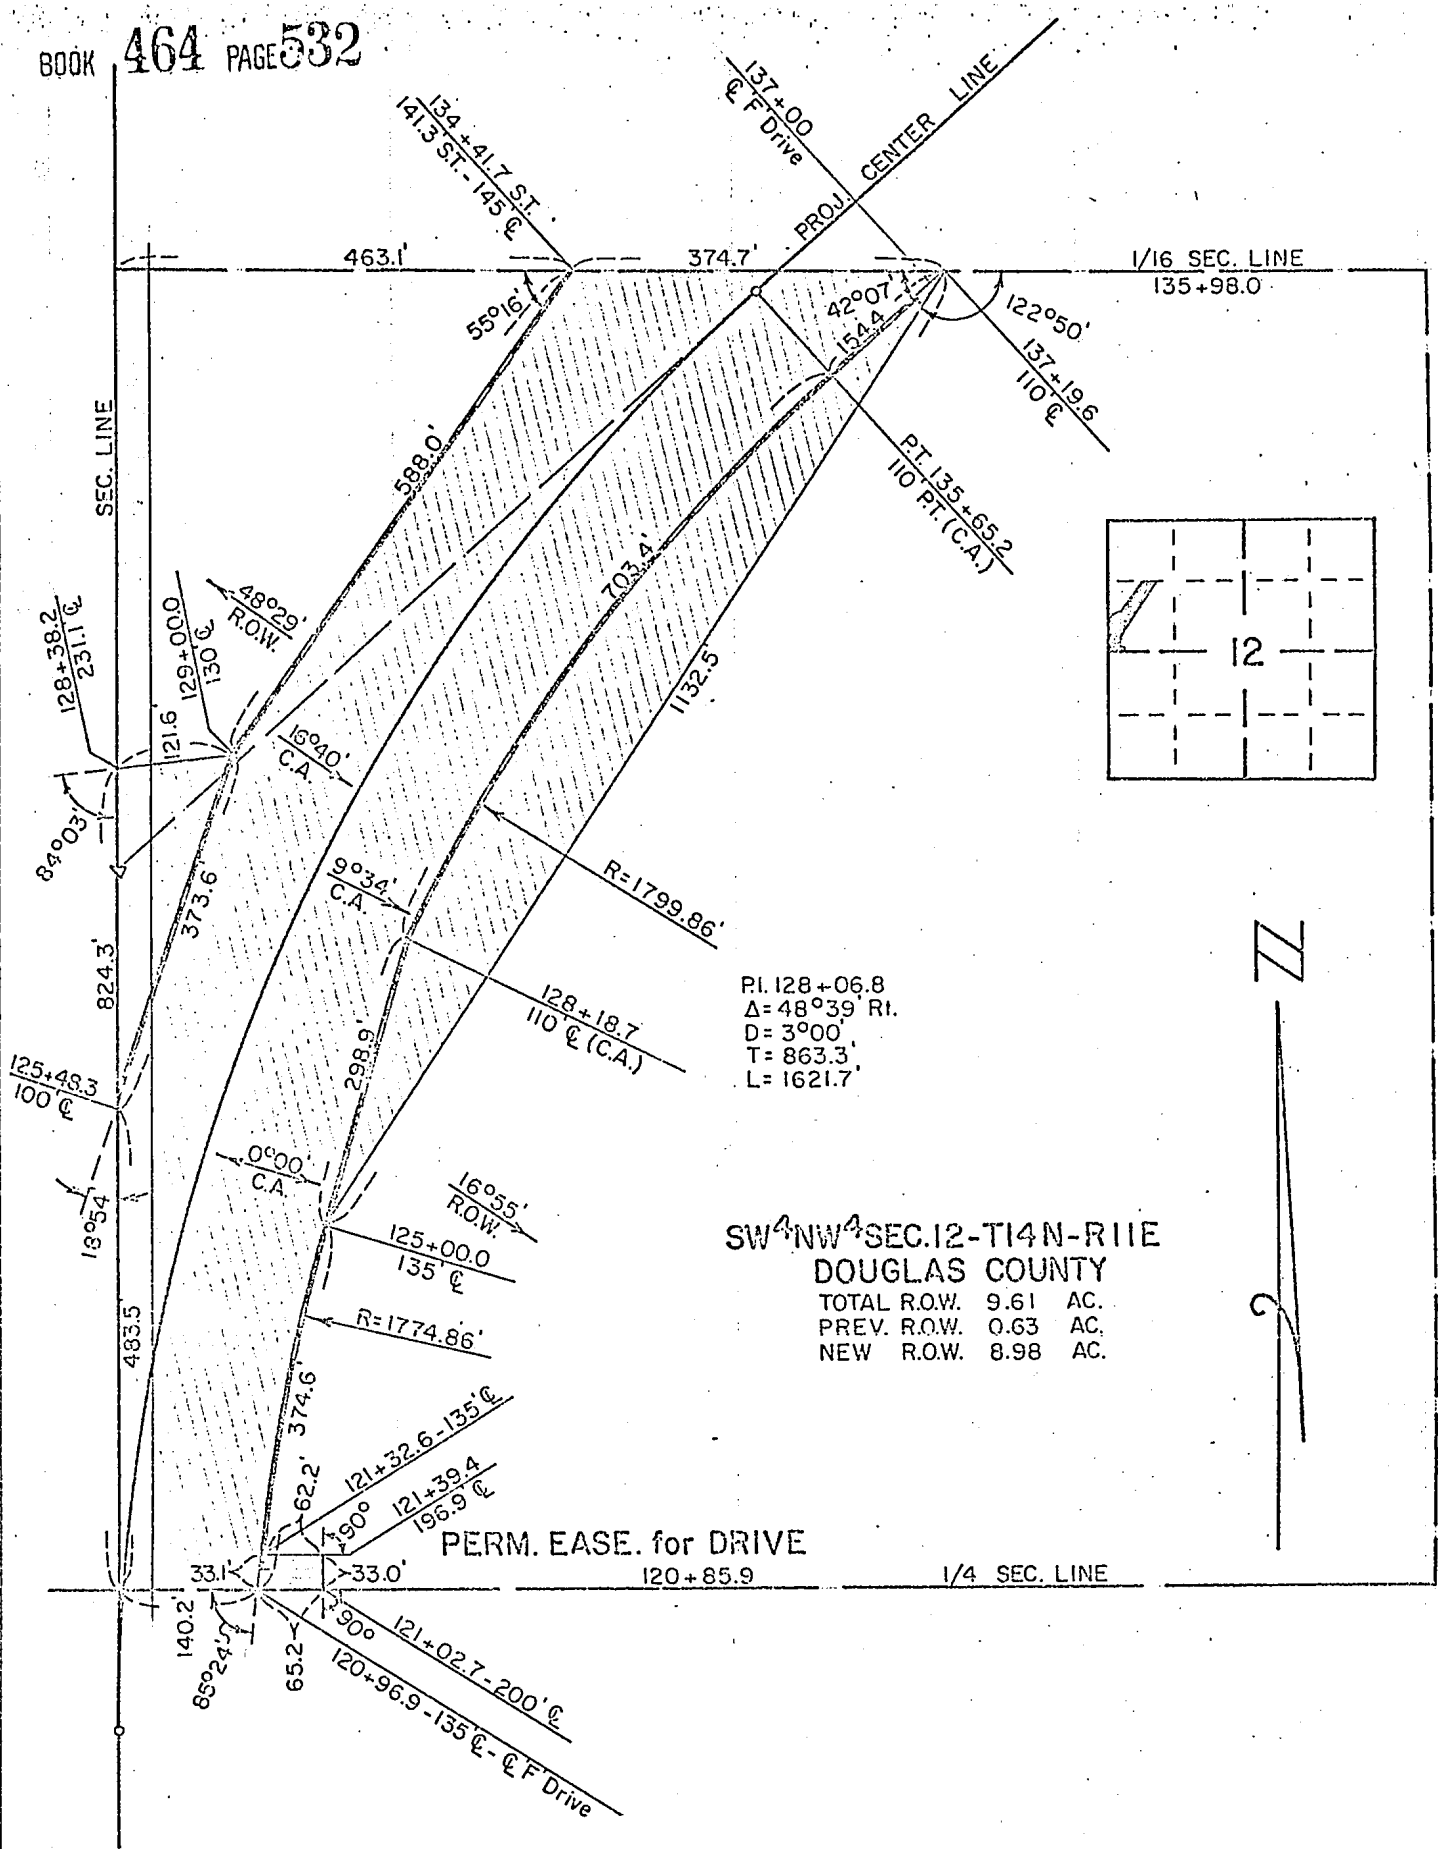 BOOK 464 PAGE 532
137+00
℄ 'F' Drive
PROJ. CENTER LINE
134+41.7 S.T.
141.3' S.T. - 145' ℄
463.1'
374.7'
1/16 SEC. LINE
135+98.0
55°16'
42°07'
154.4
122°50'
137+19.6
110' ℄
SEC. LINE
588.0'
P.T. 135+65.2
110' P.T. (C.A.)
703.4'
48°29'
R.O.W.
128+38.2
231.1 ℄
129+00.0
130' ℄
121.6'
1132.5'
12
16°40'
C.A.
84°03'
373.6'
9°34'
C.A.
R=1799.86'
824.3'
128+18.7
110' ℄ (C.A.)
P.I. 128+06.8
Δ= 48°39' Rt.
D= 3°00'
T= 863.3'
L= 1621.7'
298.9'
125+48.3
100' ℄
0°00'
C.A.
16°55'
R.O.W.
18°54'
125+00.0
135' ℄
SW⁴NW⁴SEC.12-T14N-R11E
DOUGLAS COUNTY
TOTAL R.O.W. 9.61 AC.
PREV. R.O.W. 0.63 AC.
NEW R.O.W. 8.98 AC.
483.5'
R=1774.86'
374.6'
121+32.6-135' ℄
62.2'
90°
121+39.4
196.9' ℄
PERM. EASE. for DRIVE
33.1'
33.0'
120+85.9
1/4 SEC. LINE
140.2'
85°24'
65.2
90°
121+02.7-200' ℄
120+96.9-135' ℄ - ℄ 'F' Drive